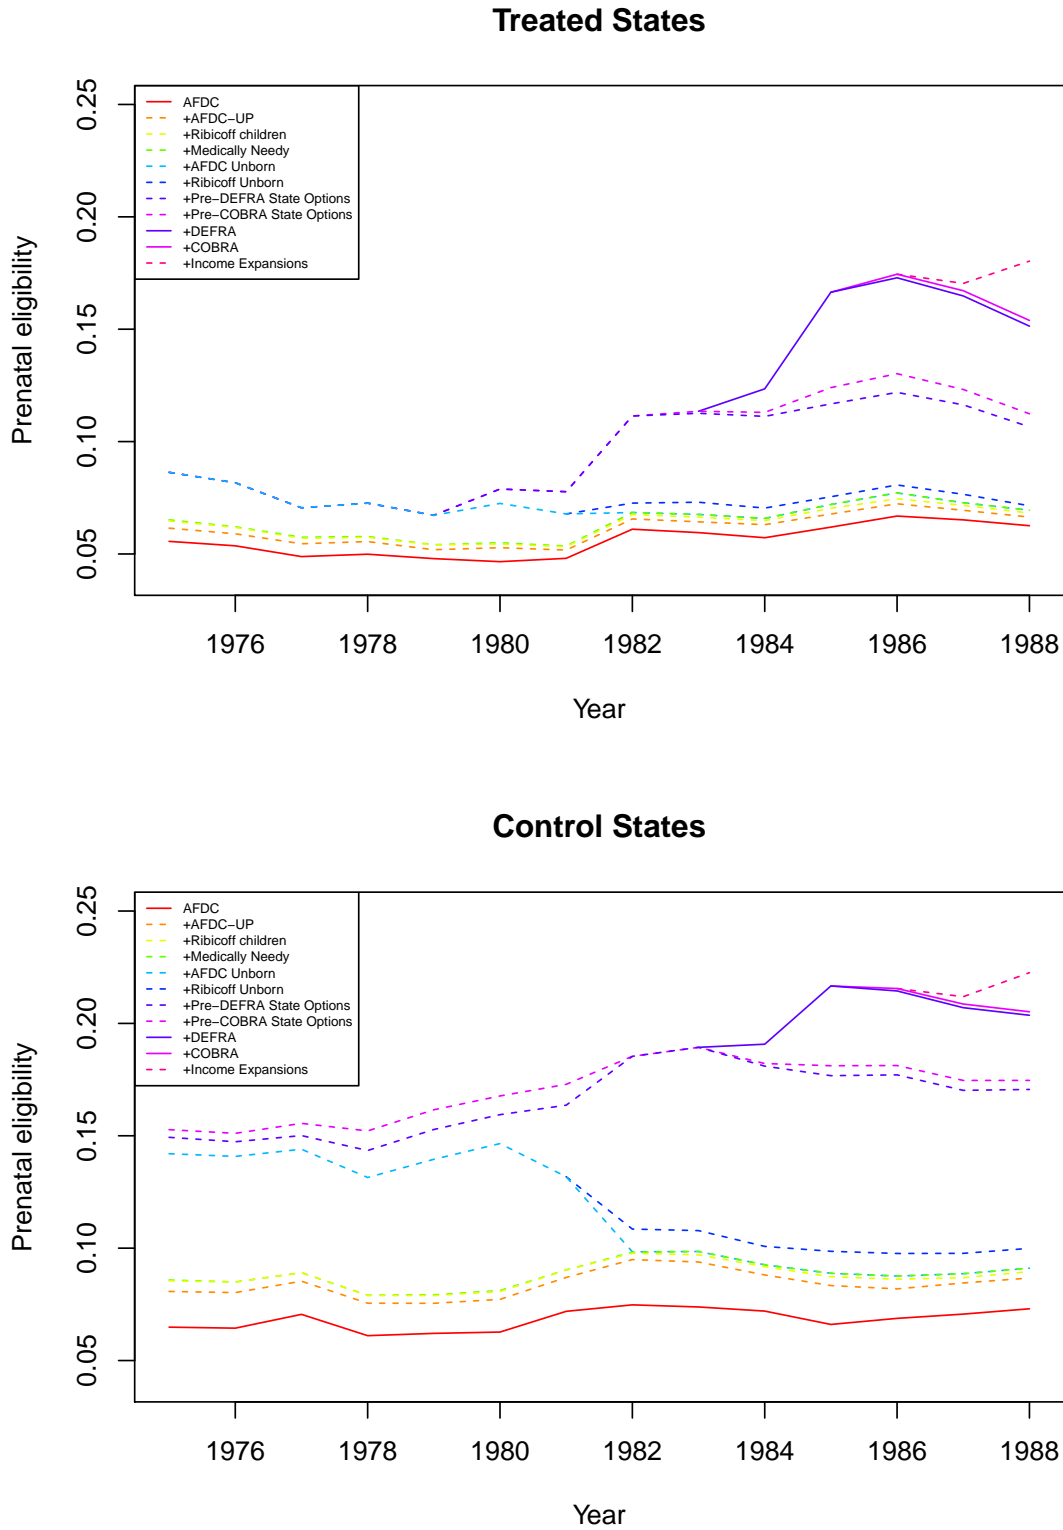 Treated States
Prenatal eligibility
0.25
0.20
0.15
0.10
0.05
AFDC
+AFDC−UP
+Ribicoff children
+Medically Needy
+AFDC Unborn
+Ribicoff Unborn
+Pre−DEFRA State Options
+Pre−COBRA State Options
+DEFRA
+COBRA
+Income Expansions
1976 1978 1980 1982 1984 1986 1988
Year
Control States
Prenatal eligibility
0.25
0.20
0.15
0.10
0.05
AFDC
+AFDC−UP
+Ribicoff children
+Medically Needy
+AFDC Unborn
+Ribicoff Unborn
+Pre−DEFRA State Options
+Pre−COBRA State Options
+DEFRA
+COBRA
+Income Expansions
1976 1978 1980 1982 1984 1986 1988
Year